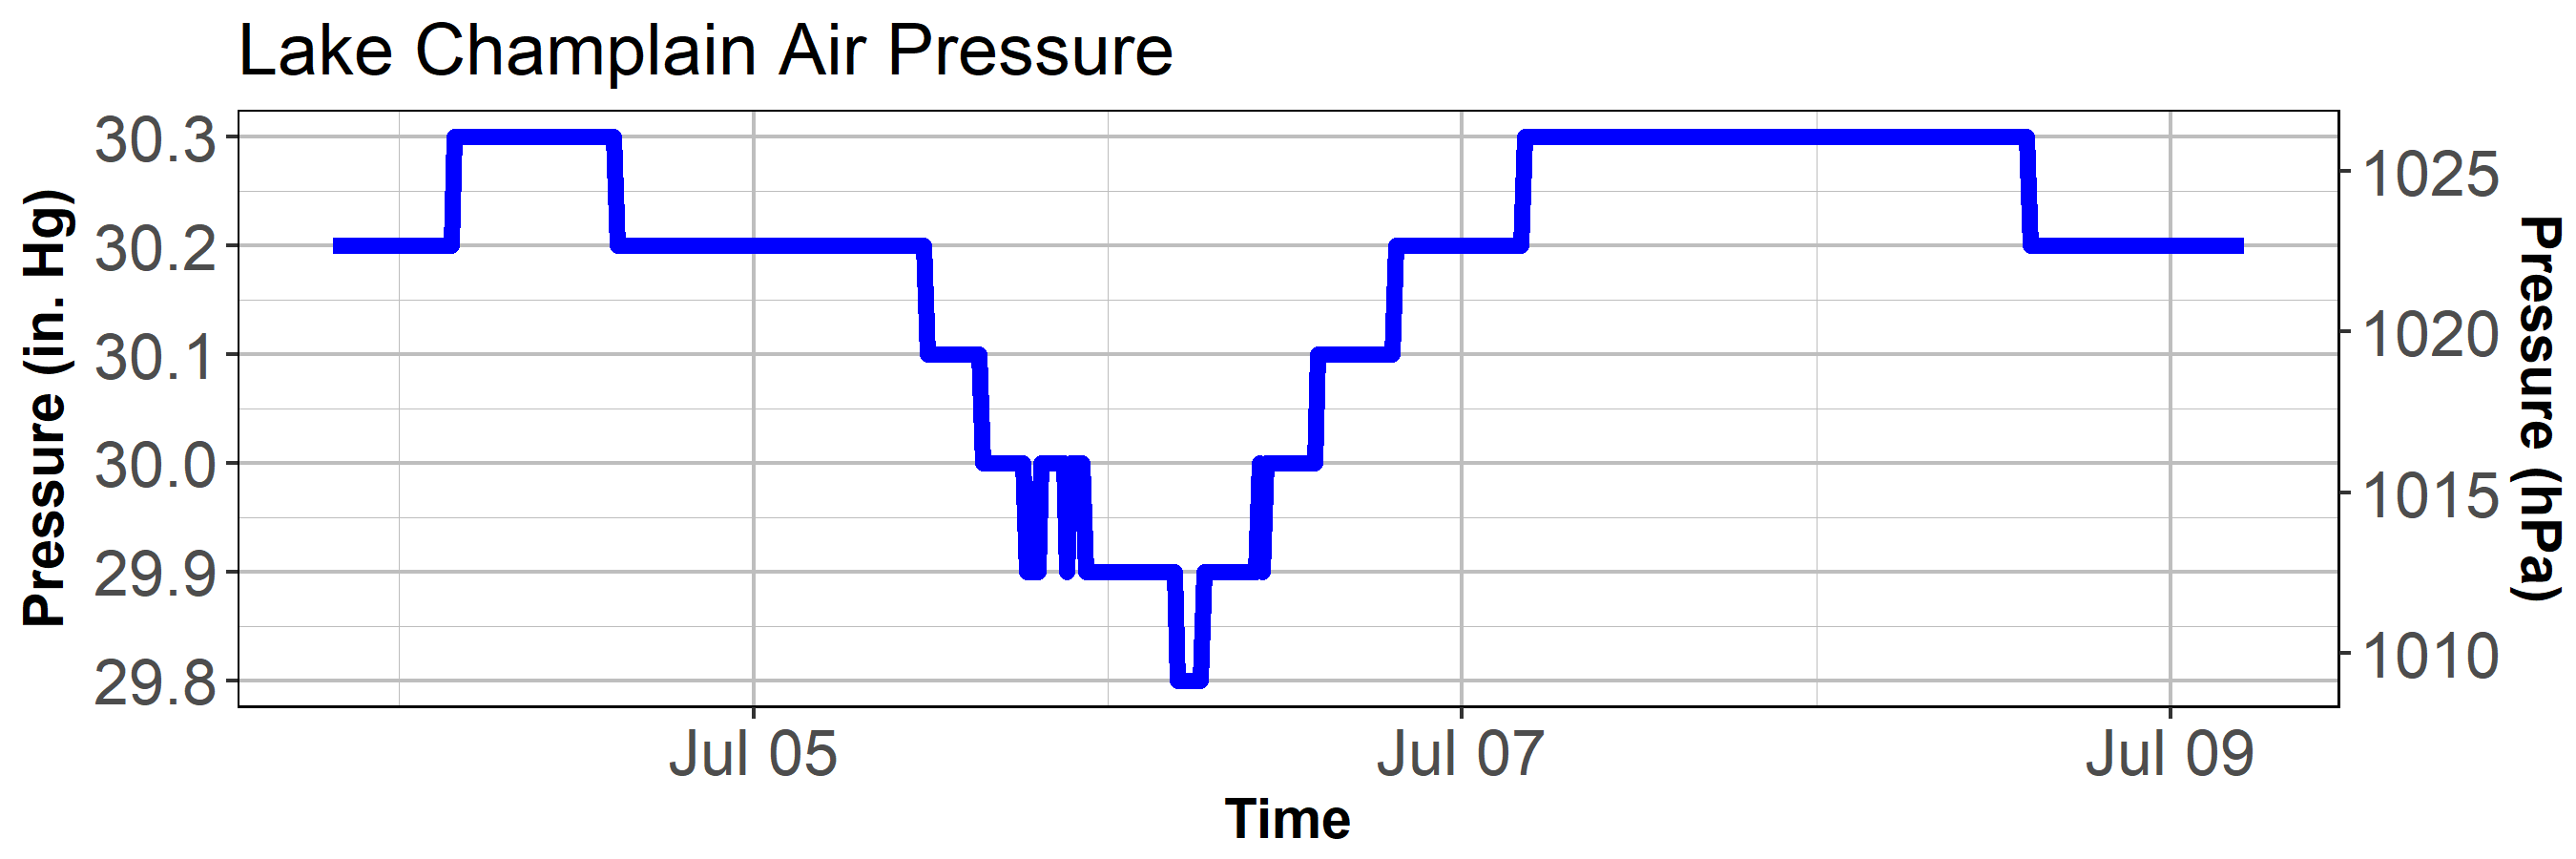 Lake Champlain Air Pressure
Pressure (in. Hg)
30.3
30.2
30.1
30.0
29.9
29.8
1025
1020
1015
1010
Pressure (hPa)
Jul 05
Jul 07
Jul 09
Time